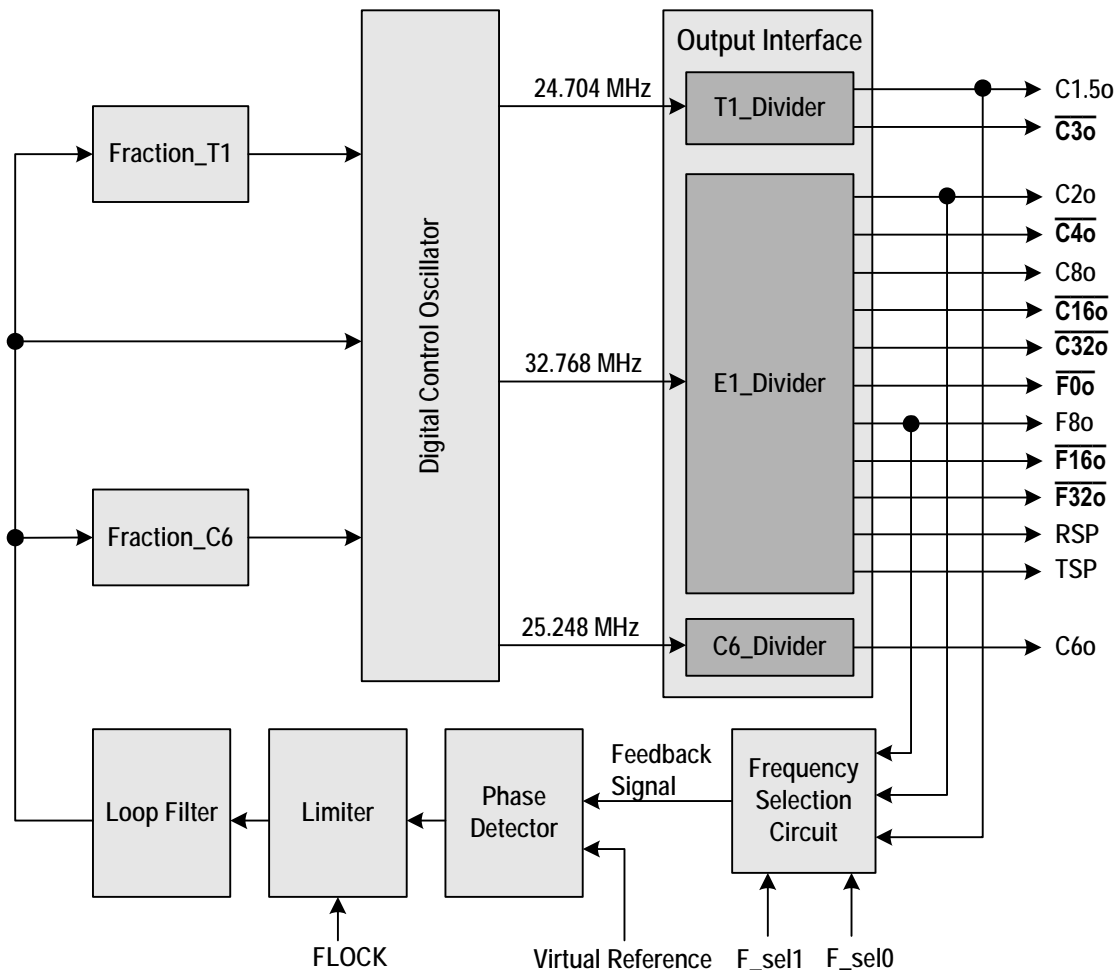 Output Interface
24.704 MHz
T1_Divider
C1.5o
C3o
Fraction_T1
C2o
C4o
C8o
C16o
C32o
Digital Control Oscillator
32.768 MHz
E1_Divider
F0o
F8o
F16o
F32o
Fraction_C6
RSP
TSP
25.248 MHz
C6_Divider
C6o
Loop Filter
Limiter
Phase
Detector
Feedback
Signal
Frequency
Selection
Circuit
FLOCK
Virtual Reference
F_sel1
F_sel0